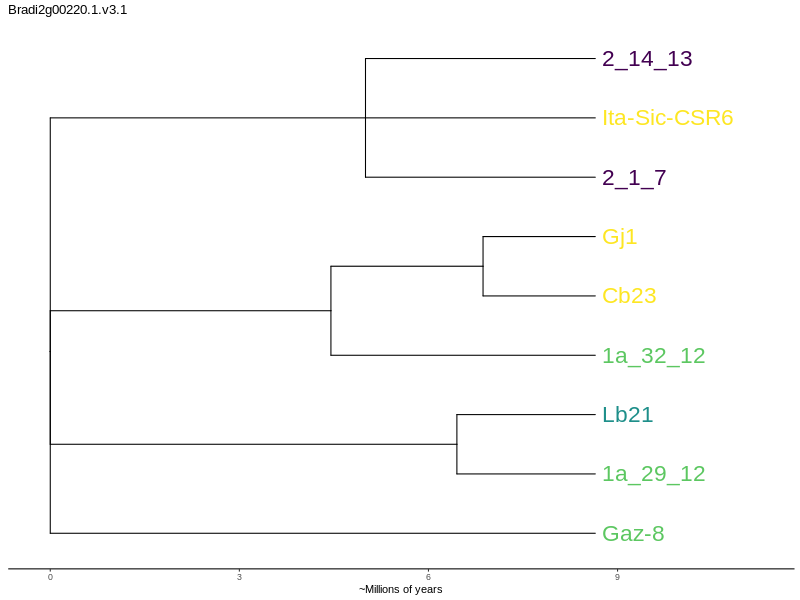 Bradi2g00220.1.v3.1
2_14_13
Ita-Sic-CSR6
2_1_7
Gj1
Cb23
1a_32_12
Lb21
1a_29_12
Gaz-8
0 3 6 9
~Millions of years